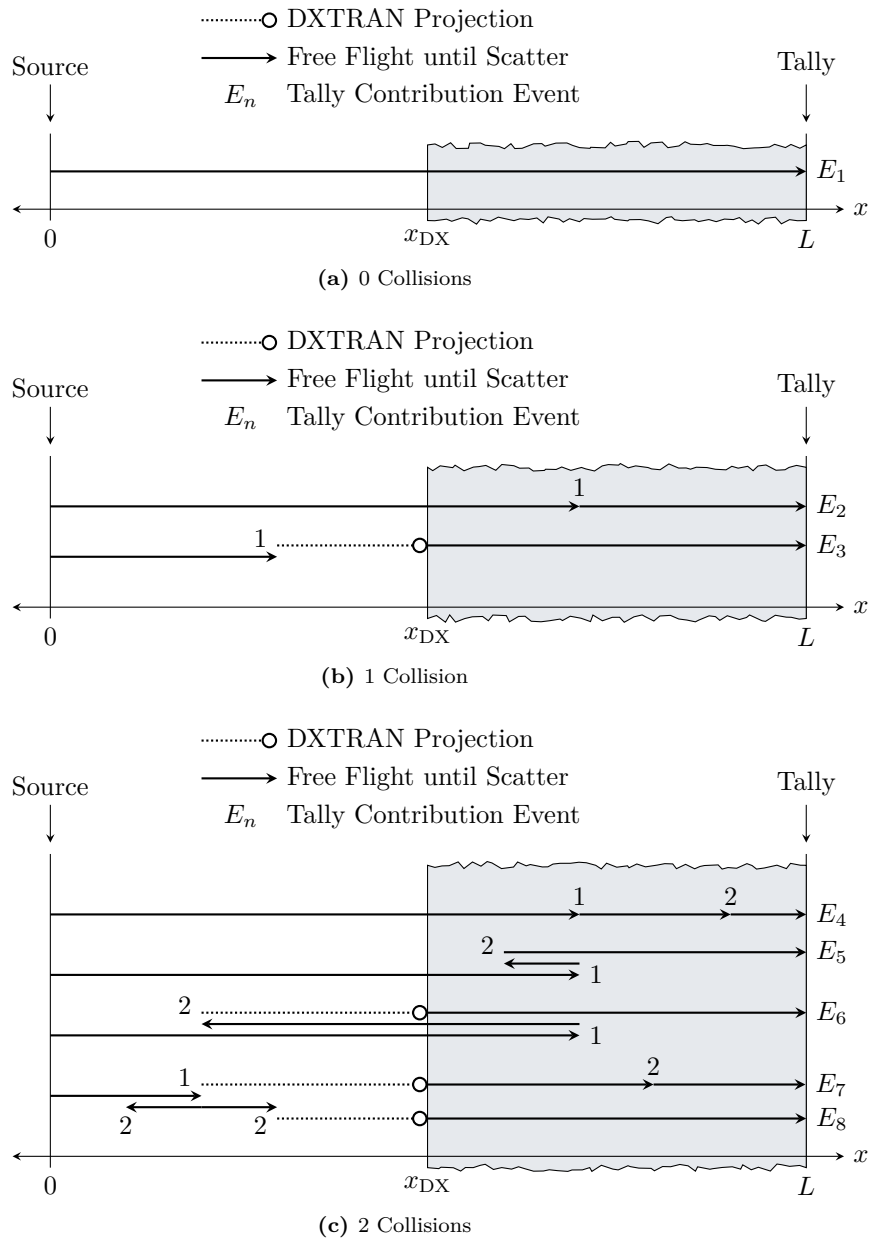 DXTRAN Projection
Free Flight until Scatter
E_n Tally Contribution Event
Source
Tally
E_1
x
0
x_DX
L
(a) 0 Collisions
DXTRAN Projection
Free Flight until Scatter
E_n Tally Contribution Event
Source
Tally
1
E_2
1
E_3
x
0
x_DX
L
(b) 1 Collision
DXTRAN Projection
Free Flight until Scatter
E_n Tally Contribution Event
Source
Tally
1 2
E_4
2
E_5
1
2
E_6
1
1 2
E_7
2 2
E_8
x
0
x_DX
L
(c) 2 Collisions